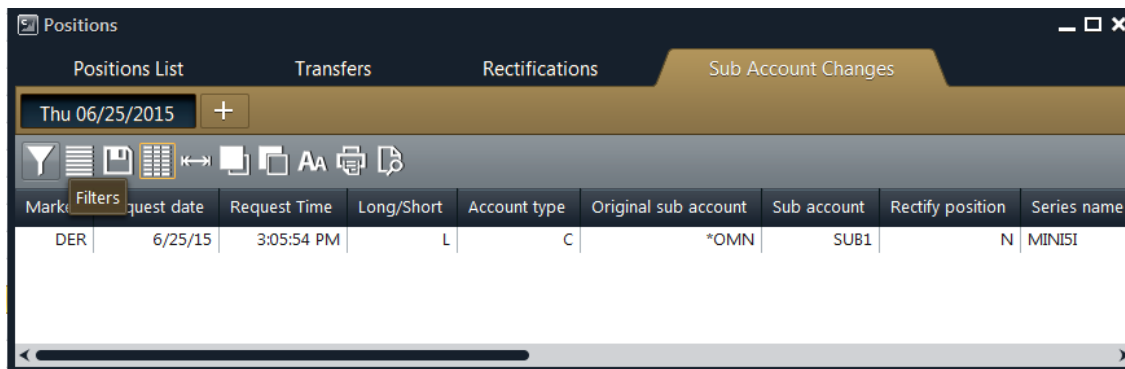 Positions
Positions List Transfers Rectifications Sub Account Changes
Thu 06/25/2015 +
AA
Filters
Marke quest date Request Time Long/Short Account type Original sub account Sub account Rectify position Series name
DER 6/25/15 3:05:54 PM L C *OMN SUB1 N MINI5I